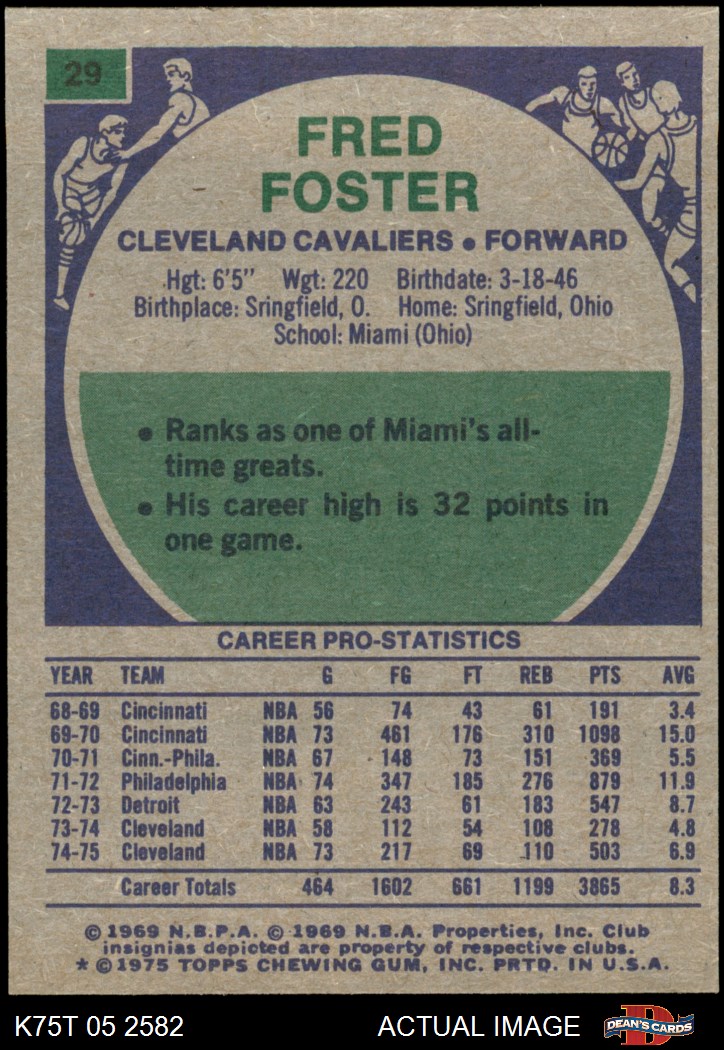 29
FRED
FOSTER
CLEVELAND CAVALIERS • FORWARD
Hgt: 6'5" Wgt: 220 Birthdate: 3-18-46
Birthplace: Sringfield, O. Home: Sringfield, Ohio
School: Miami (Ohio)
• Ranks as one of Miami's all-
time greats.
• His career high is 32 points in
one game.
CAREER PRO-STATISTICS
YEAR TEAM G FG FT REB PTS AVG
68-69 Cincinnati NBA 56 74 43 61 191 3.4
69-70 Cincinnati NBA 73 461 176 310 1098 15.0
70-71 Cinn.-Phila. NBA 67 148 73 151 369 5.5
71-72 Philadelphia NBA 74 347 185 276 879 11.9
72-73 Detroit NBA 63 243 61 183 547 8.7
73-74 Cleveland NBA 58 112 54 108 278 4.8
74-75 Cleveland NBA 73 217 69 110 503 6.9
Career Totals 464 1602 661 1199 3865 8.3
© 1969 N.B.P.A. © 1969 N.B.A. Properties, Inc. Club
insignias depicted are property of respective clubs.
* © 1975 TOPPS CHEWING GUM, INC. PRTD. IN U.S.A.
K75T 05 2582 ACTUAL IMAGE D DEAN'S CARDS